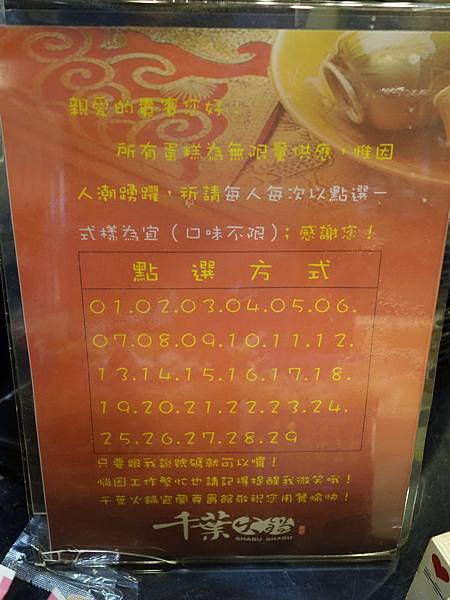 親愛的貴賓您好！
所有蛋糕為無限量供應，惟因
人潮踴躍，祈請每人每次以點選一
式樣為宜（口味不限）；感謝您！
點選方式
01.02.03.04.05.06.
07.08.09.10.11.12.
13.14.15.16.17.18.
19.20.21.22.23.24.
25.26.27.28.29
只要跟我說號碼就可以囉！
惱因工作繁忙也請記得提醒我微笑哦！
千葉火鍋宜蘭尊爵館敬祝您用餐愉快！
千葉火鍋
SHABU SHABU